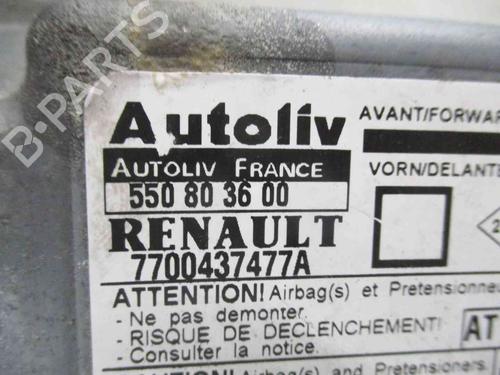 Autoliv
AVANT/FORWAR
AUTOLIV FRANCE
VORN/DELANTE
550 80 36 00
RENAULT
7700437477A
ATTENTION! Airbag(s) et Pretensionne
- Ne pas demonter.
- RISQUE DE DECLENCHEMENT!
AT
- Consulter la notice.
Airbag(s) and Pretensioners
B-PARTS